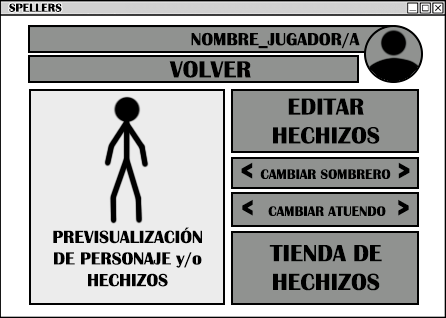 SPELLERS
NOMBRE_JUGADOR/A
VOLVER
PREVISUALIZACIÓN
DE PERSONAJE y/o
HECHIZOS
EDITAR
HECHIZOS
< CAMBIAR SOMBRERO >
< CAMBIAR ATUENDO >
TIENDA DE
HECHIZOS